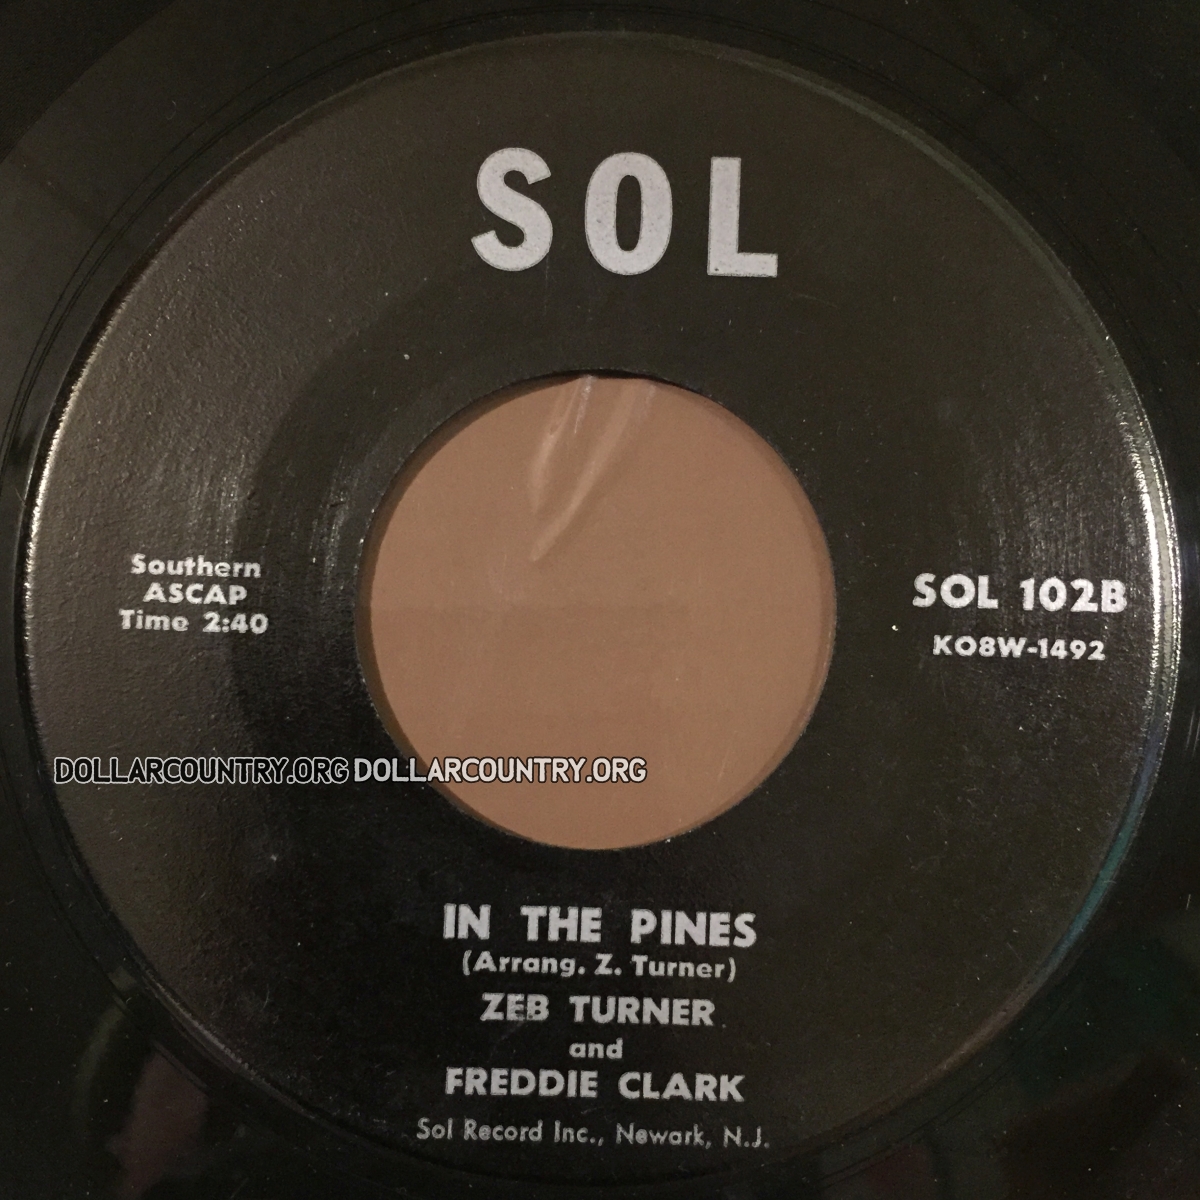 SOL
Southern
ASCAP
Time 2:40
SOL 102B
KO8W-1492
DOLLARCOUNTRY.ORG DOLLARCOUNTRY.ORG
IN THE PINES
(Arrang. Z. Turner)
ZEB TURNER
and
FREDDIE CLARK
Sol Record Inc., Newark, N.J.